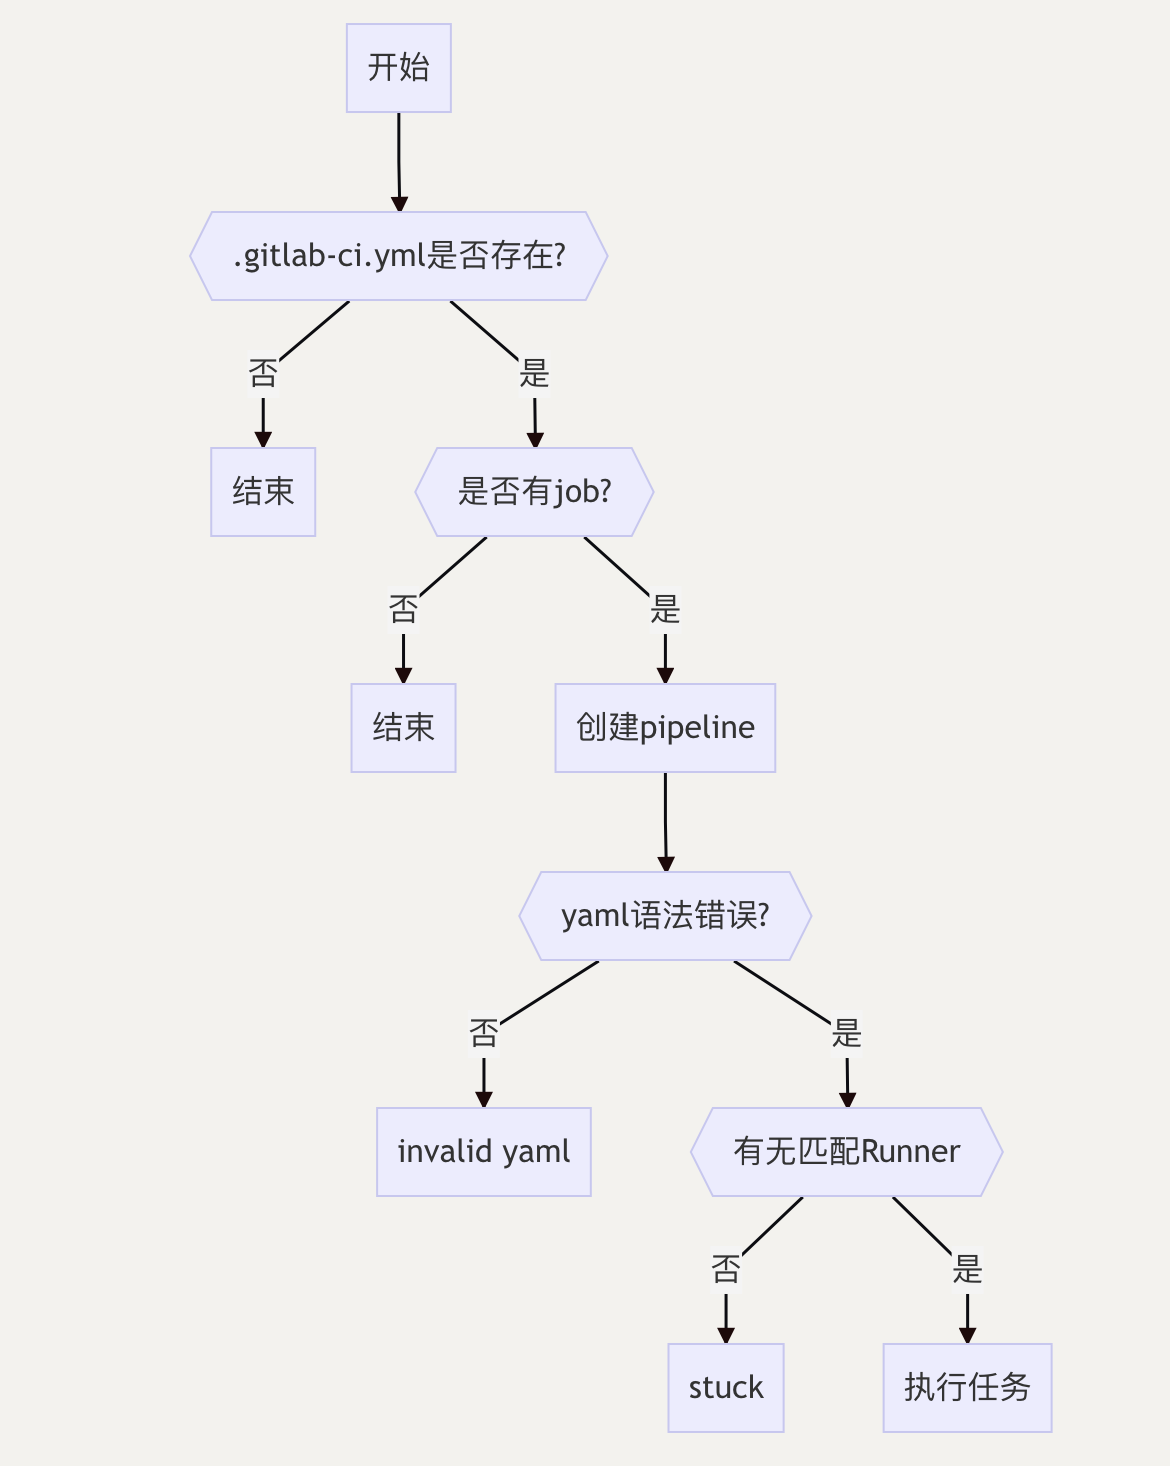 开始
.gitlab-ci.yml是否存在?
否
是
结束
是否有job?
否
是
结束
创建pipeline
yaml语法错误?
否
是
invalid yaml
有无匹配Runner
否
是
stuck
执行任务